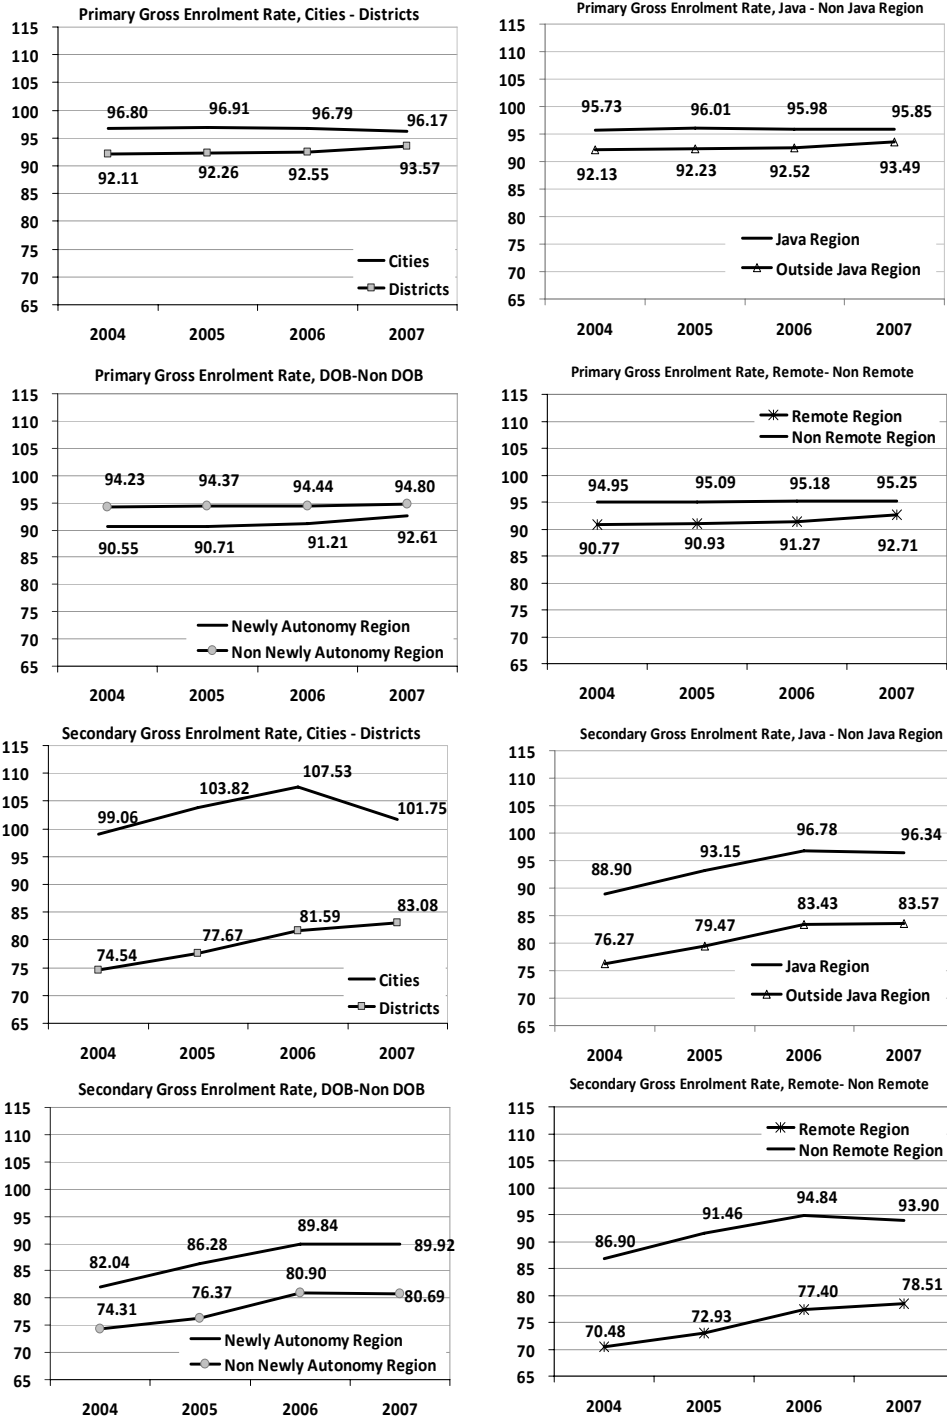 Primary Gross Enrolment Rate, Cities - Districts
115
110
105
100
95
90
85
80
75
70
65
96.80 96.91 96.79 96.17
92.11 92.26 92.55 93.57
Cities
Districts
2004 2005 2006 2007
Primary Gross Enrolment Rate, Java - Non Java Region
115
110
105
100
95
90
85
80
75
70
65
95.73 96.01 95.98 95.85
92.13 92.23 92.52 93.49
Java Region
Outside Java Region
2004 2005 2006 2007
Primary Gross Enrolment Rate, DOB-Non DOB
115
110
105
100
95
90
85
80
75
70
65
94.23 94.37 94.44 94.80
90.55 90.71 91.21 92.61
Newly Autonomy Region
Non Newly Autonomy Region
2004 2005 2006 2007
Primary Gross Enrolment Rate, Remote- Non Remote
115
110
105
100
95
90
85
80
75
70
65
Remote Region
Non Remote Region
94.95 95.09 95.18 95.25
90.77 90.93 91.27 92.71
2004 2005 2006 2007
Secondary Gross Enrolment Rate, Cities - Districts
115
110
105
100
95
90
85
80
75
70
65
99.06 103.82 107.53 101.75
74.54 77.67 81.59 83.08
Cities
Districts
2004 2005 2006 2007
Secondary Gross Enrolment Rate, Java - Non Java Region
115
110
105
100
95
90
85
80
75
70
65
88.90 93.15 96.78 96.34
76.27 79.47 83.43 83.57
Java Region
Outside Java Region
2004 2005 2006 2007
Secondary Gross Enrolment Rate, DOB-Non DOB
115
110
105
100
95
90
85
80
75
70
65
82.04 86.28 89.84 89.92
74.31 76.37 80.90 80.69
Newly Autonomy Region
Non Newly Autonomy Region
2004 2005 2006 2007
Secondary Gross Enrolment Rate, Remote- Non Remote
115
110
105
100
95
90
85
80
75
70
65
Remote Region
Non Remote Region
86.90 91.46 94.84 93.90
70.48 72.93 77.40 78.51
2004 2005 2006 2007